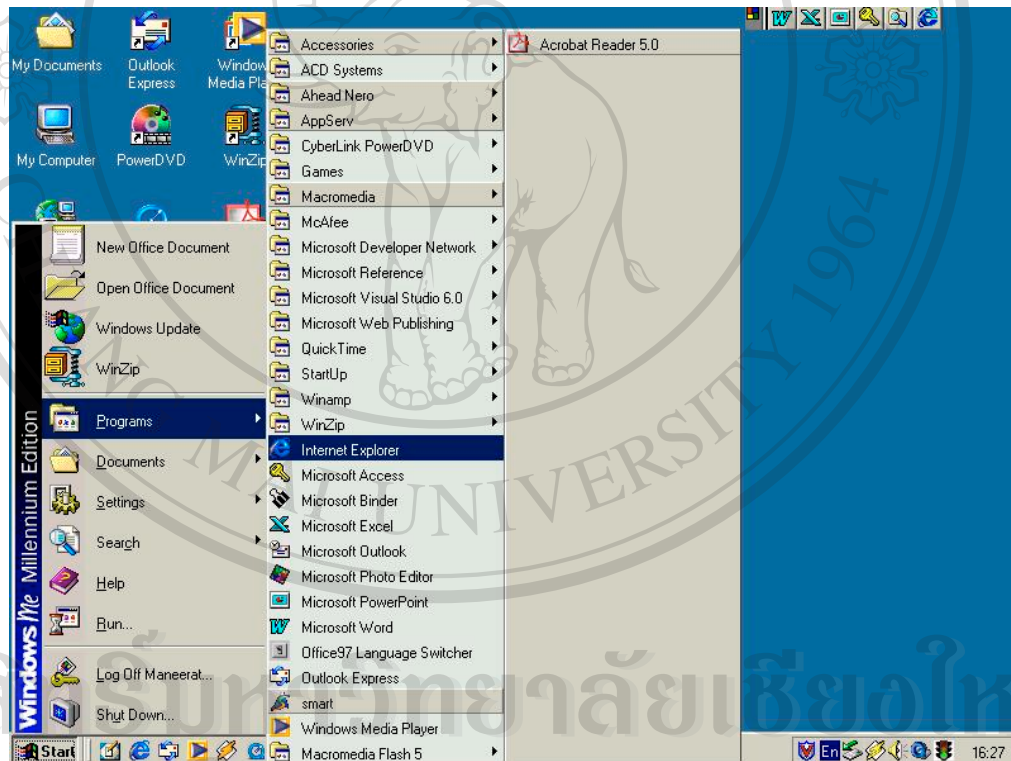 My Documents
Outlook Express
Window
Media Pla
My Computer
PowerDVD
WinZip
New Office Document
Open Office Document
Windows Update
WinZip
Programs
Documents
Settings
Search
Help
Run...
Log Off Maneerat...
Shut Down...
Windows Me Millennium Edition
Accessories
ACD Systems
Ahead Nero
AppServ
CyberLink PowerDVD
Games
Macromedia
McAfee
Microsoft Developer Network
Microsoft Reference
Microsoft Visual Studio 6.0
Microsoft Web Publishing
QuickTime
StartUp
Winamp
WinZip
Internet Explorer
Microsoft Access
Microsoft Binder
Microsoft Excel
Microsoft Outlook
Microsoft Photo Editor
Microsoft PowerPoint
Microsoft Word
Office97 Language Switcher
Outlook Express
smart
Windows Media Player
Macromedia Flash 5
Acrobat Reader 5.0
Start
En
16:27
MAI UNIVERSITY 1964